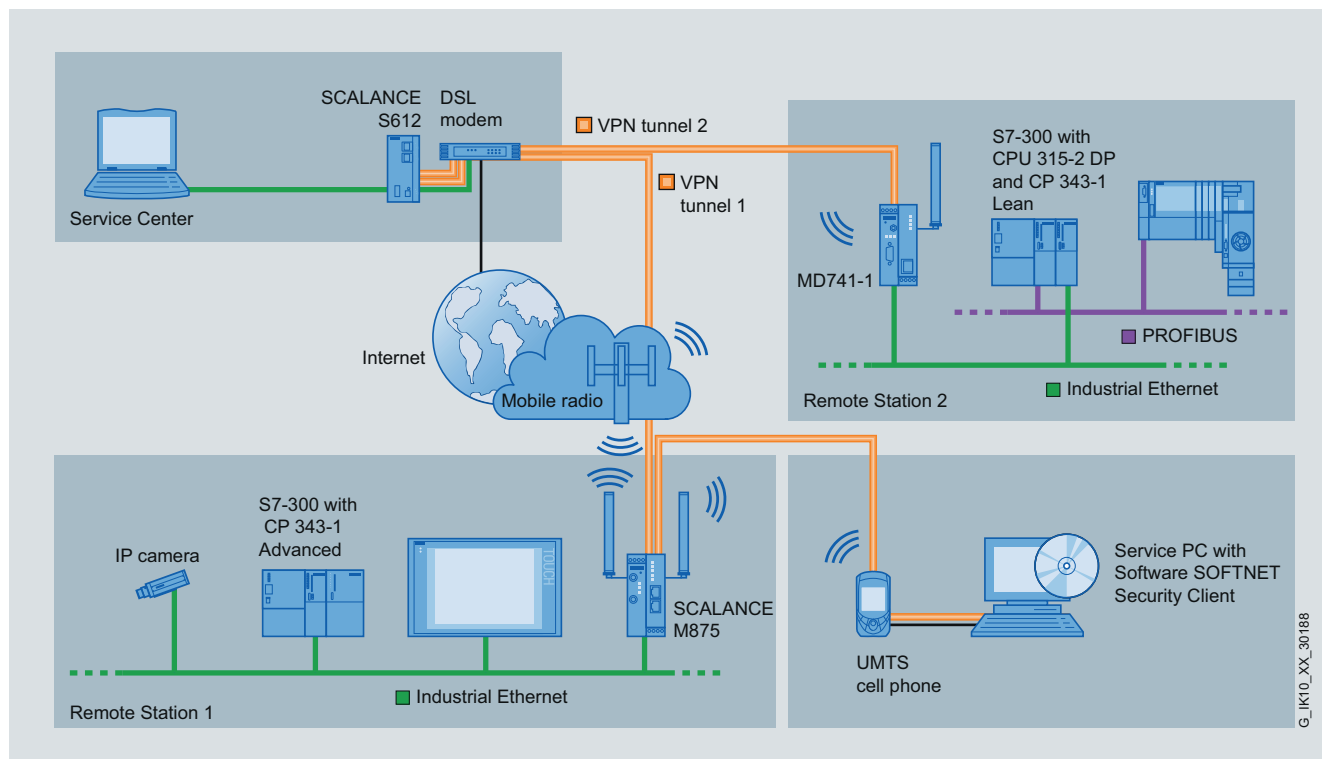 SCALANCE
S612
DSL
modem
Service Center
VPN tunnel 2
VPN
tunnel 1
S7-300 with
CPU 315-2 DP
and CP 343-1
Lean
MD741-1
PROFIBUS
Industrial Ethernet
Remote Station 2
Internet
Mobile radio
IP camera
S7-300 with
CP 343-1
Advanced
TOUCH
SCALANCE
M875
Industrial Ethernet
Remote Station 1
UMTS
cell phone
Service PC with
Software SOFTNET
Security Client
G_IK10_XX_30188